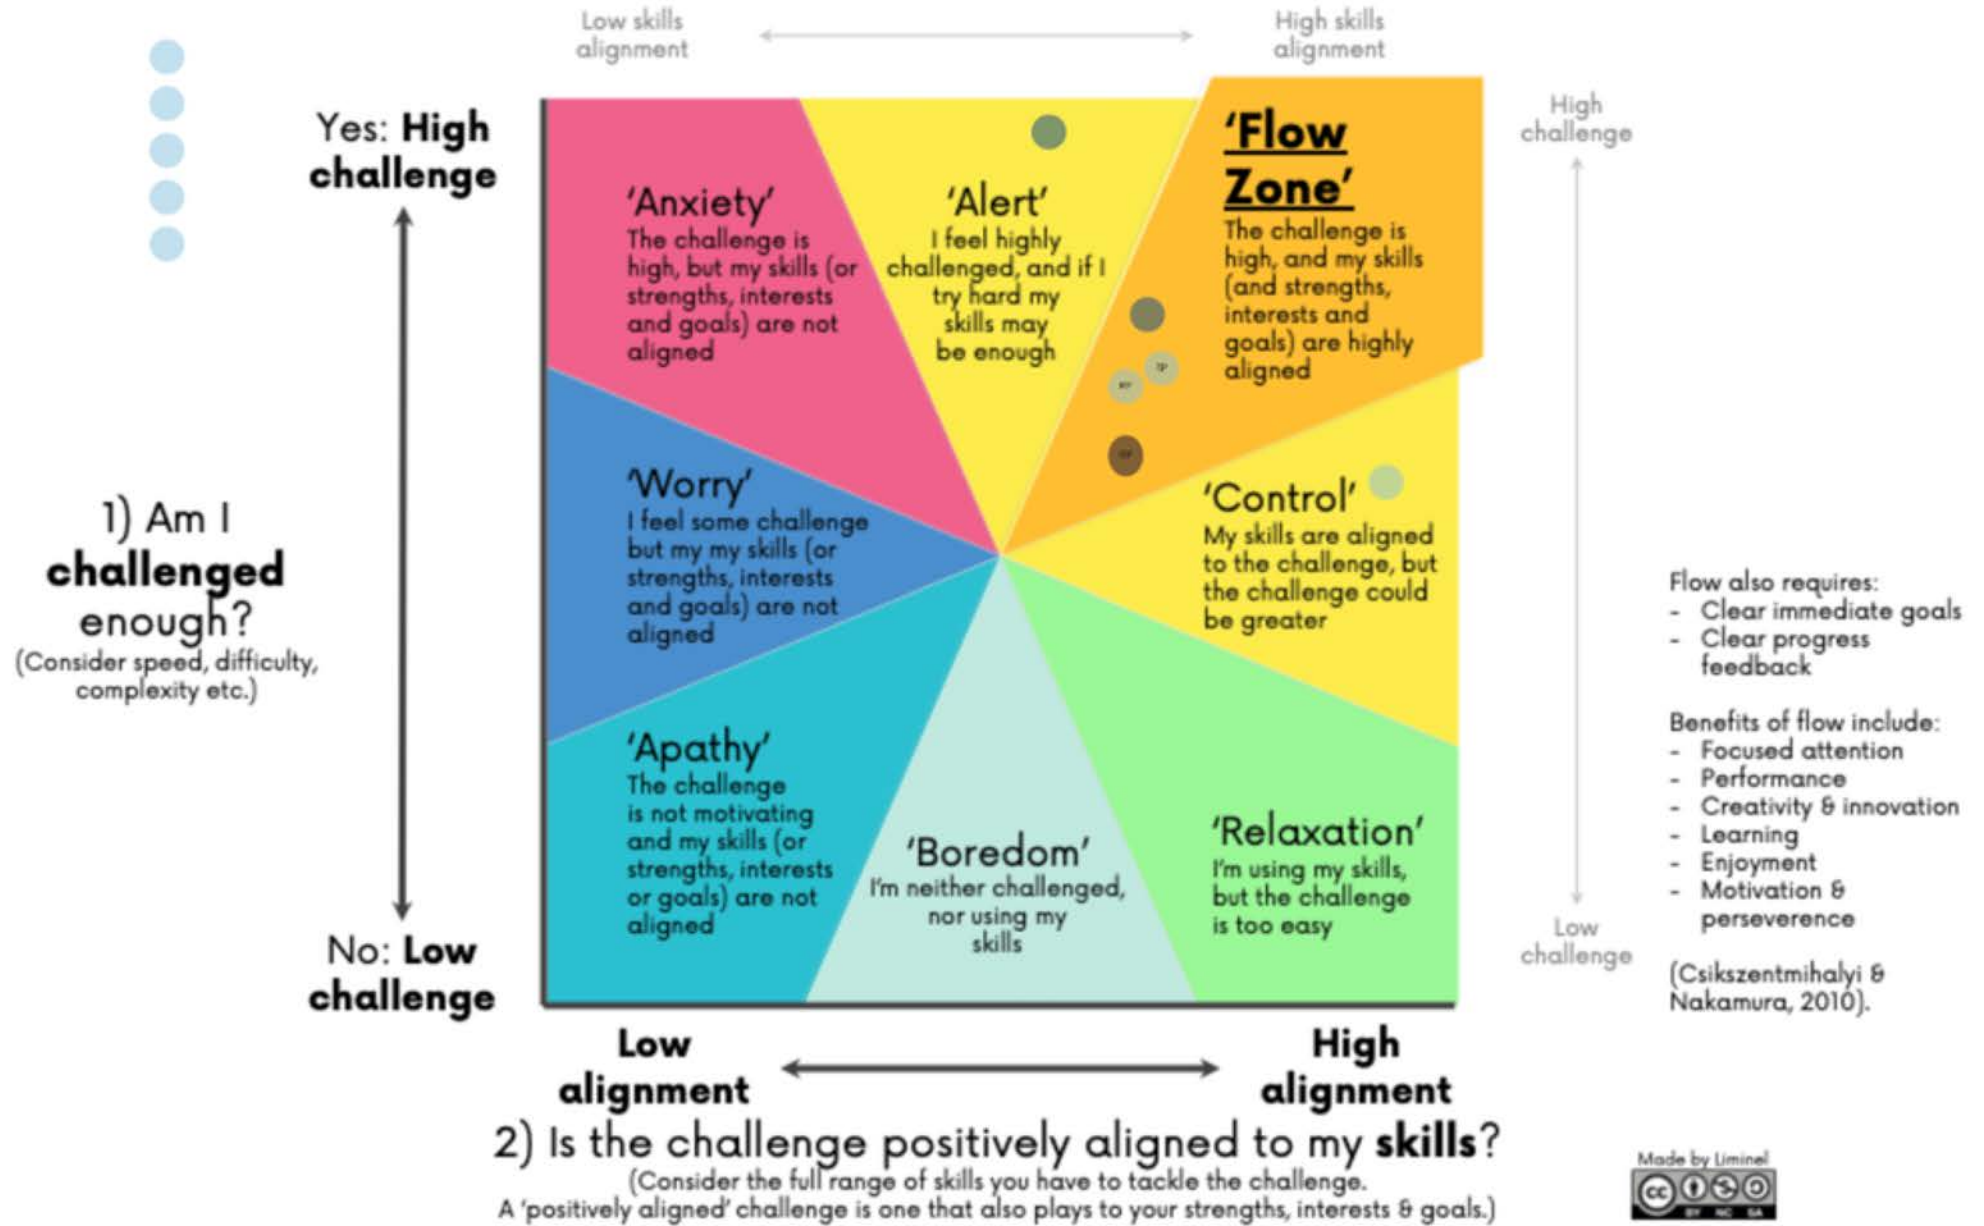 Low skills
alignment
High skills
alignment
Yes: High
challenge
High
challenge
'Anxiety'
The challenge is
high, but my skills (or
strengths, interests
and goals) are not
aligned
'Alert'
I feel highly
challenged, and if I
try hard my
skills may
be enough
'Flow
Zone'
The challenge is
high, and my skills
(and strengths,
interests and
goals) are highly
aligned
1) Am I
challenged
enough?
(Consider speed, difficulty,
complexity etc.)
'Worry'
I feel some challenge
but my my skills (or
strengths, interests
and goals) are not
aligned
'Control'
My skills are aligned
to the challenge, but
the challenge could
be greater
'Apathy'
The challenge
is not motivating
and my skills (or
strengths, interests
or goals) are not
aligned
'Boredom'
I'm neither challenged,
nor using my
skills
'Relaxation'
I'm using my skills,
but the challenge
is too easy
Flow also requires:
- Clear immediate goals
- Clear progress
feedback
Benefits of flow include:
- Focused attention
- Performance
- Creativity & innovation
- Learning
- Enjoyment
- Motivation &
perseverence
(Csikszentmihalyi &
Nakamura, 2010).
No: Low
challenge
Low
challenge
Low
alignment
High
alignment
2) Is the challenge positively aligned to my skills?
(Consider the full range of skills you have to tackle the challenge.
A 'positively aligned' challenge is one that also plays to your strengths, interests & goals.)
Made by Liminel
cc
BY NC SA